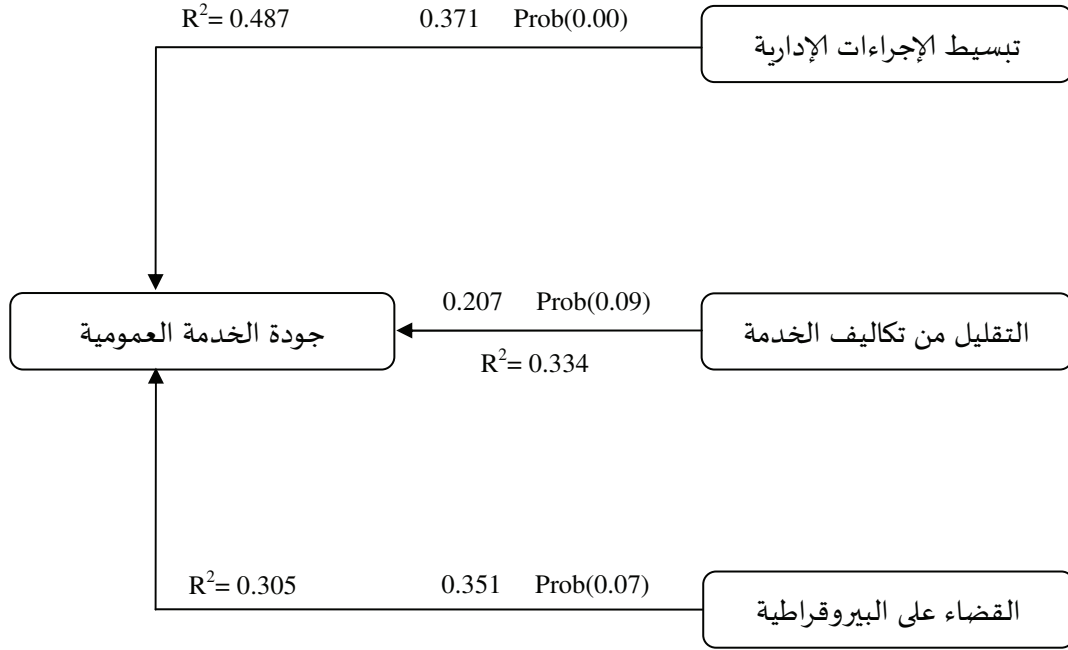 R²= 0.487 0.371 Prob(0.00)
تبسيط الإجراءات الإدارية
0.207 Prob(0.09)
جودة الخدمة العمومية
التقليل من تكاليف الخدمة
R²= 0.334
R²= 0.305 0.351 Prob(0.07)
القضاء على البيروقراطية